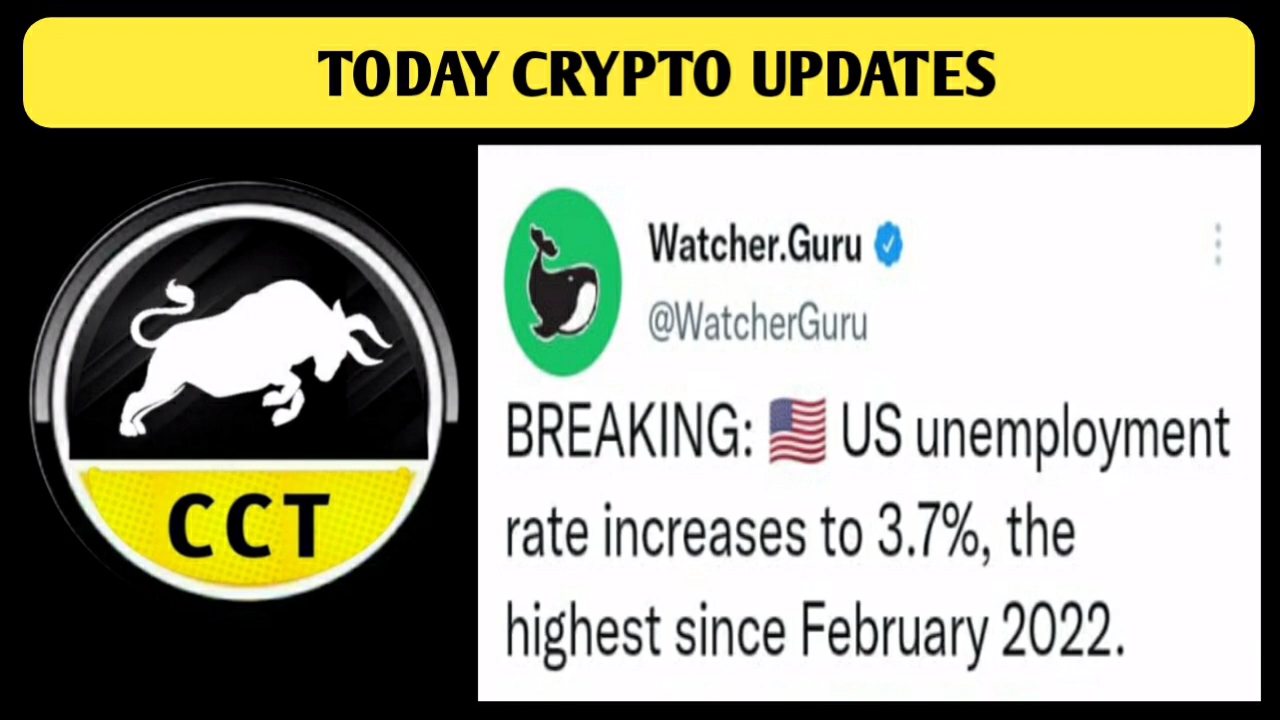 TODAY CRYPTO UPDATES
CCT
Watcher.Guru
@WatcherGuru
BREAKING: 🇺🇸 US unemployment
rate increases to 3.7%, the
highest since February 2022.